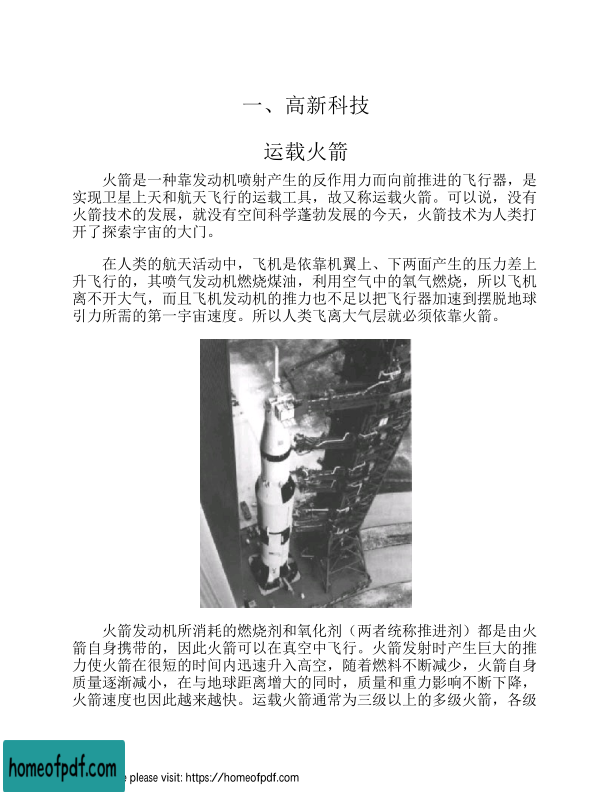 一、高新科技
运载火箭
火箭是一种靠发动机喷射产生的反作用力而向前推进的飞行器，是
实现卫星上天和航天飞行的运载工具，故又称运载火箭。可以说，没有
火箭技术的发展，就没有空间科学蓬勃发展的今天，火箭技术为人类打
开了探索宇宙的大门。
在人类的航天活动中，飞机是依靠机翼上、下两面产生的压力差上
升飞行的，其喷气发动机燃烧煤油，利用空气中的氧气燃烧，所以飞机
离不开大气，而且飞机发动机的推力也不足以把飞行器加速到摆脱地球
引力所需的第一宇宙速度。所以人类飞离大气层就必须依靠火箭。
火箭发动机所消耗的燃烧剂和氧化剂（两者统称推进剂）都是由火
箭自身携带的，因此火箭可以在真空中飞行。火箭发射时产生巨大的推
力使火箭在很短的时间内迅速升入高空，随着燃料不断减少，火箭自身
质量逐渐减小，在与地球距离增大的同时，质量和重力影响不断下降，
火箭速度也因此越来越快。运载火箭通常为三级以上的多级火箭，各级
homeofpdf.com
e please visit: https://homeofpdf.com